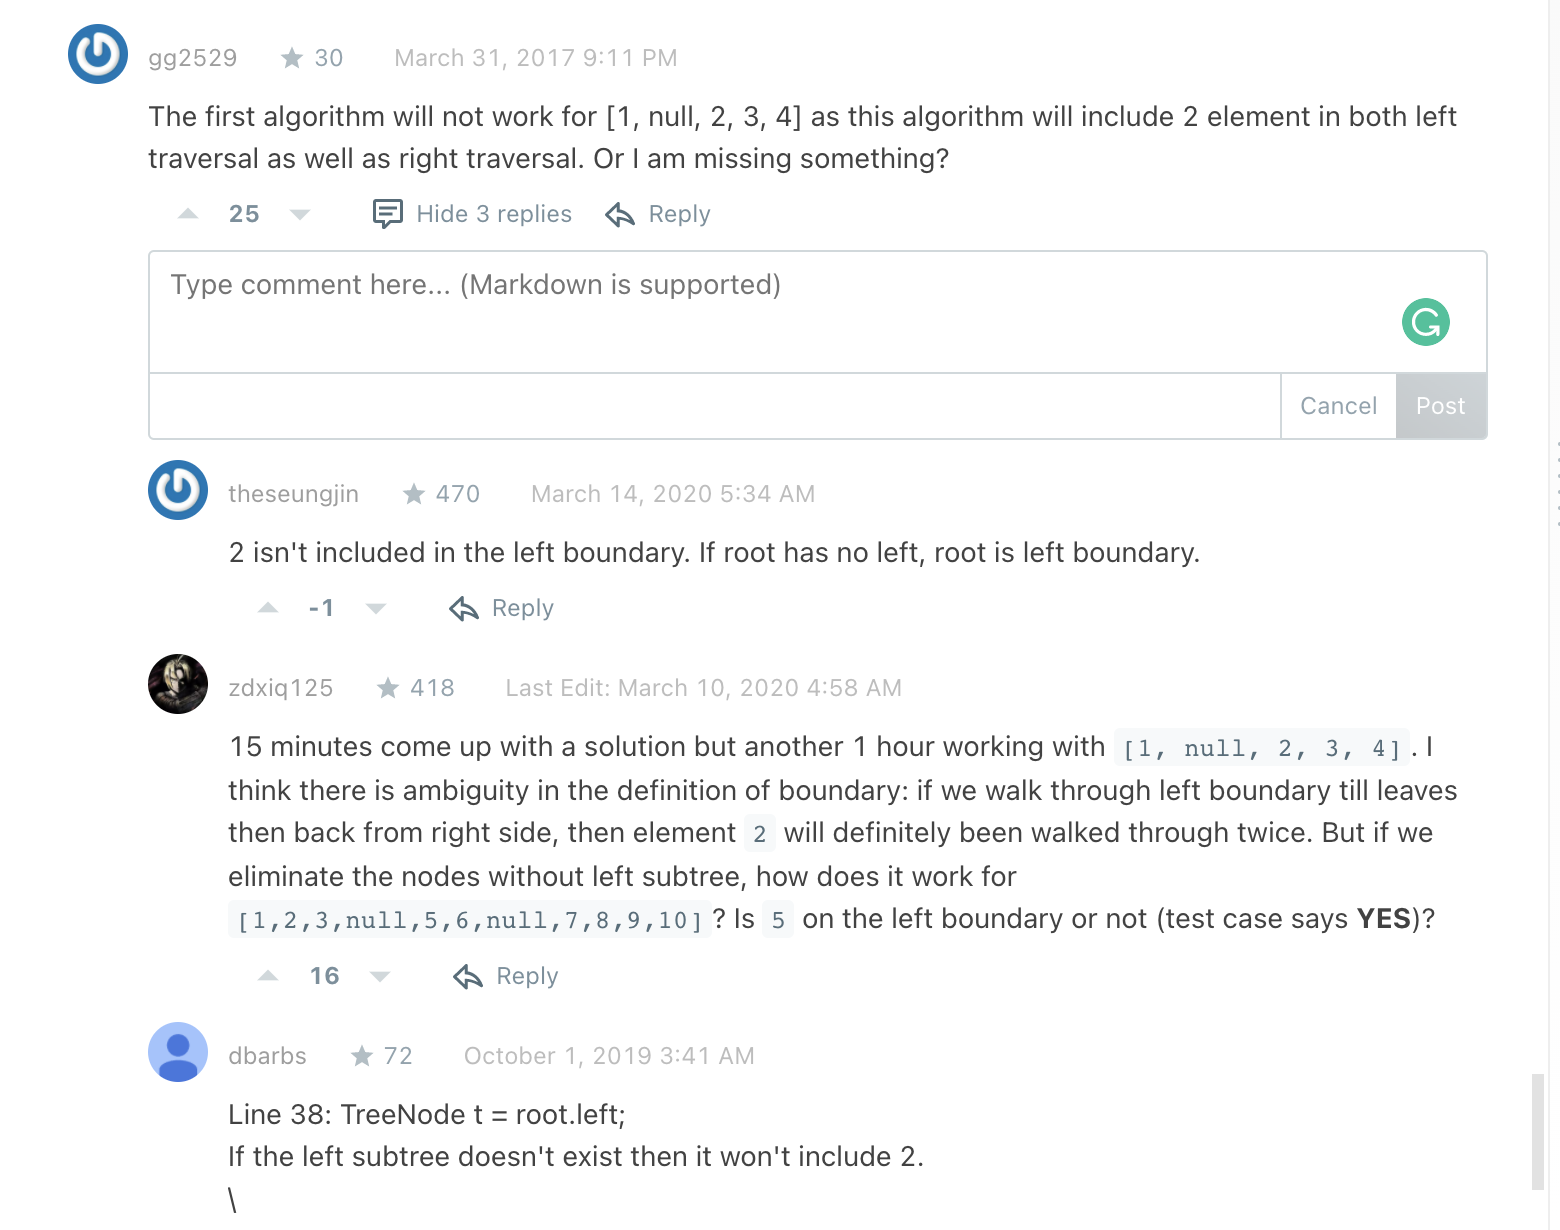 gg2529 30 March 31, 2017 9:11 PM
The first algorithm will not work for [1, null, 2, 3, 4] as this algorithm will include 2 element in both left
traversal as well as right traversal. Or I am missing something?
25 Hide 3 replies Reply
Type comment here... (Markdown is supported)
Cancel Post
theseungjin 470 March 14, 2020 5:34 AM
2 isn't included in the left boundary. If root has no left, root is left boundary.
-1 Reply
zdxiq125 418 Last Edit: March 10, 2020 4:58 AM
15 minutes come up with a solution but another 1 hour working with [1, null, 2, 3, 4]. I
think there is ambiguity in the definition of boundary: if we walk through left boundary till leaves
then back from right side, then element 2 will definitely been walked through twice. But if we
eliminate the nodes without left subtree, how does it work for
[1,2,3,null,5,6,null,7,8,9,10]? Is 5 on the left boundary or not (test case says YES)?
16 Reply
dbarbs 72 October 1, 2019 3:41 AM
Line 38: TreeNode t = root.left;
If the left subtree doesn't exist then it won't include 2.
\